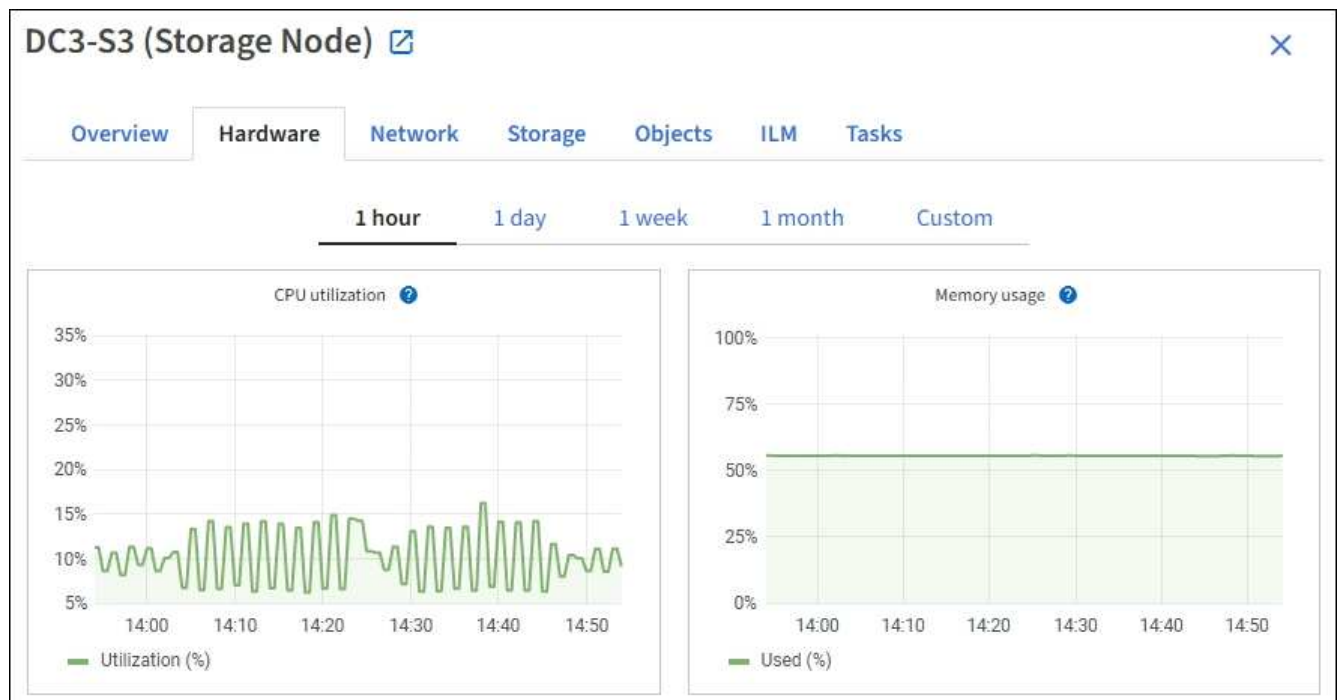 DC3-S3 (Storage Node)
Overview Hardware Network Storage Objects ILM Tasks
1 hour 1 day 1 week 1 month Custom
CPU utilization ?
35%
30%
25%
20%
15%
10%
5%
14:00 14:10 14:20 14:30 14:40 14:50
Utilization (%)
Memory usage ?
100%
75%
50%
25%
0%
14:00 14:10 14:20 14:30 14:40 14:50
Used (%)